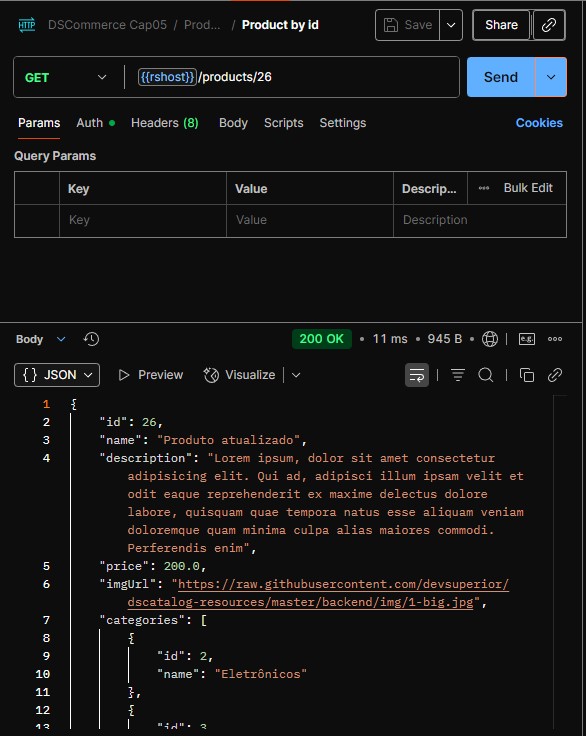 HTTP DSCommerce Cap05 / Prod... / Product by id Save Share
GET {{rshost}}/products/26 Send
Params Auth Headers (8) Body Scripts Settings Cookies
Query Params
Key Value Descrip... Bulk Edit
Key Value Description
Body 200 OK • 11 ms • 945 B • e.g.
{} JSON Preview Visualize
1 {
2 "id": 26,
3 "name": "Produto atualizado",
4 "description": "Lorem ipsum, dolor sit amet consectetur
adipisicing elit. Qui ad, adipisci illum ipsam velit et
odit eaque reprehenderit ex maxime delectus dolore
labore, quisquam quae tempora natus esse aliquam veniam
doloremque quam minima culpa alias maiores commodi.
Perferendis enim",
5 "price": 200.0,
6 "imgUrl": "https://raw.githubusercontent.com/devsuperior/
dscatalog-resources/master/backend/img/1-big.jpg",
7 "categories": [
8 {
9 "id": 2,
10 "name": "Eletrônicos"
11 },
12 {
13 "id": 3